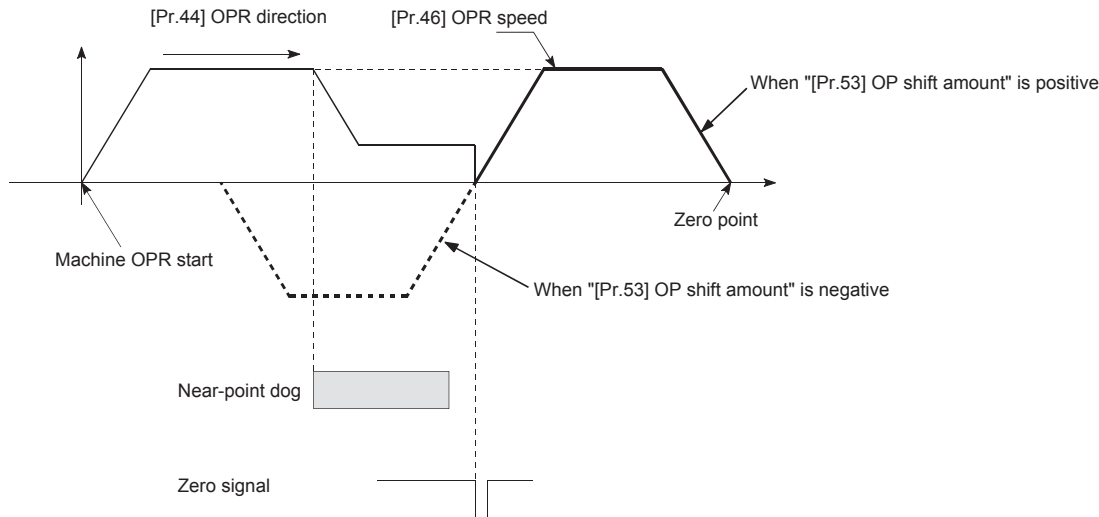 [Pr.44] OPR direction
[Pr.46] OPR speed
When "[Pr.53] OP shift amount" is positive
Zero point
Machine OPR start
When "[Pr.53] OP shift amount" is negative
Near-point dog
Zero signal